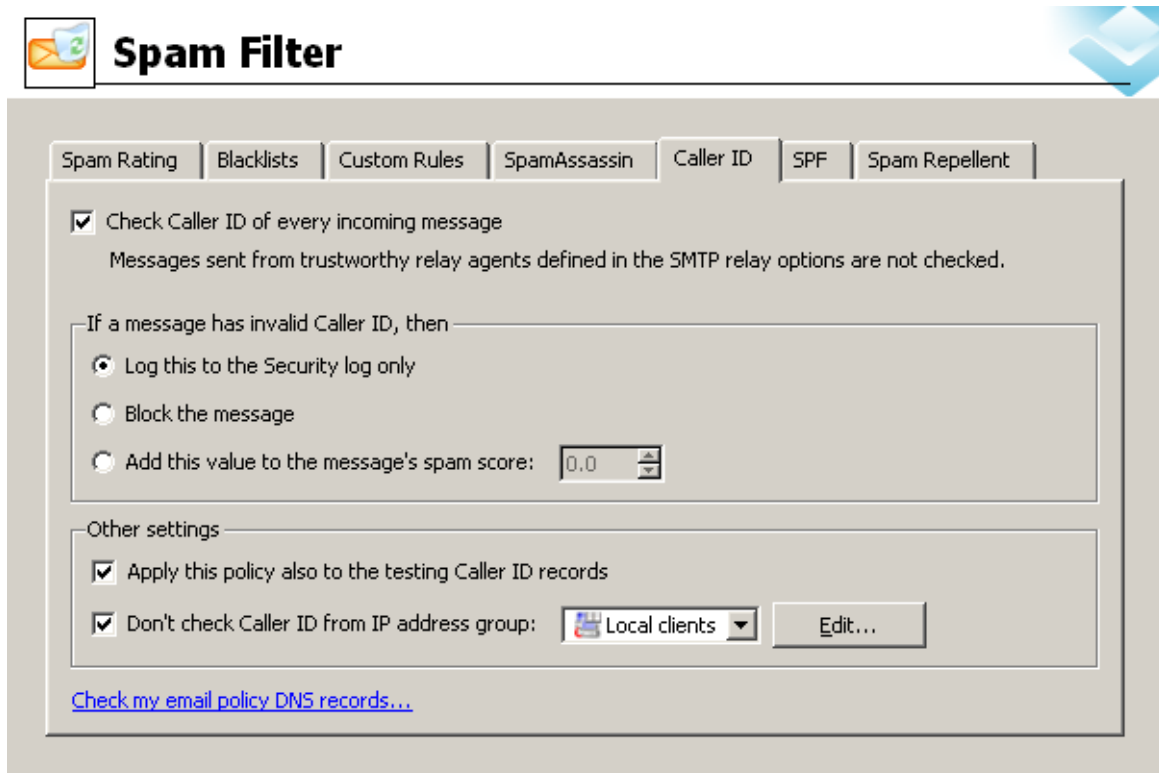 Spam Filter
Spam Rating Blacklists Custom Rules SpamAssassin Caller ID SPF Spam Repellent
Check Caller ID of every incoming message
Messages sent from trustworthy relay agents defined in the SMTP relay options are not checked.
If a message has invalid Caller ID, then
Log this to the Security log only
Block the message
Add this value to the message's spam score: 0.0
Other settings
Apply this policy also to the testing Caller ID records
Don't check Caller ID from IP address group: Local clients Edit...
Check my email policy DNS records...